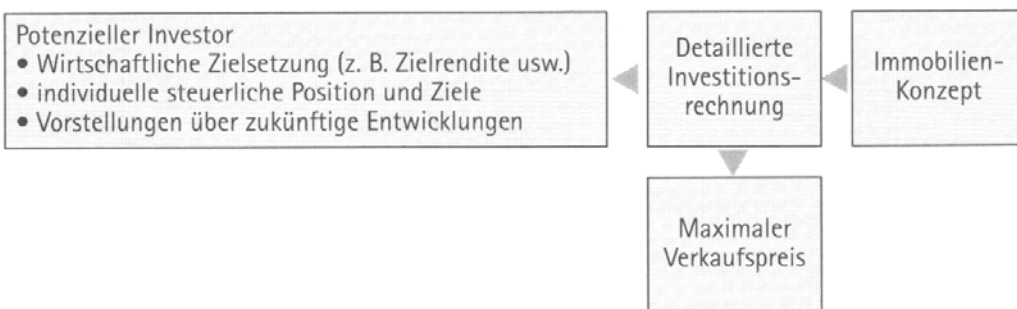 Potenzieller Investor
• Wirtschaftliche Zielsetzung (z. B. Zielrendite usw.)
• individuelle steuerliche Position und Ziele
• Vorstellungen über zukünftige Entwicklungen
Detaillierte
Investitions-
rechnung
Immobilien-
Konzept
Maximaler
Verkaufspreis